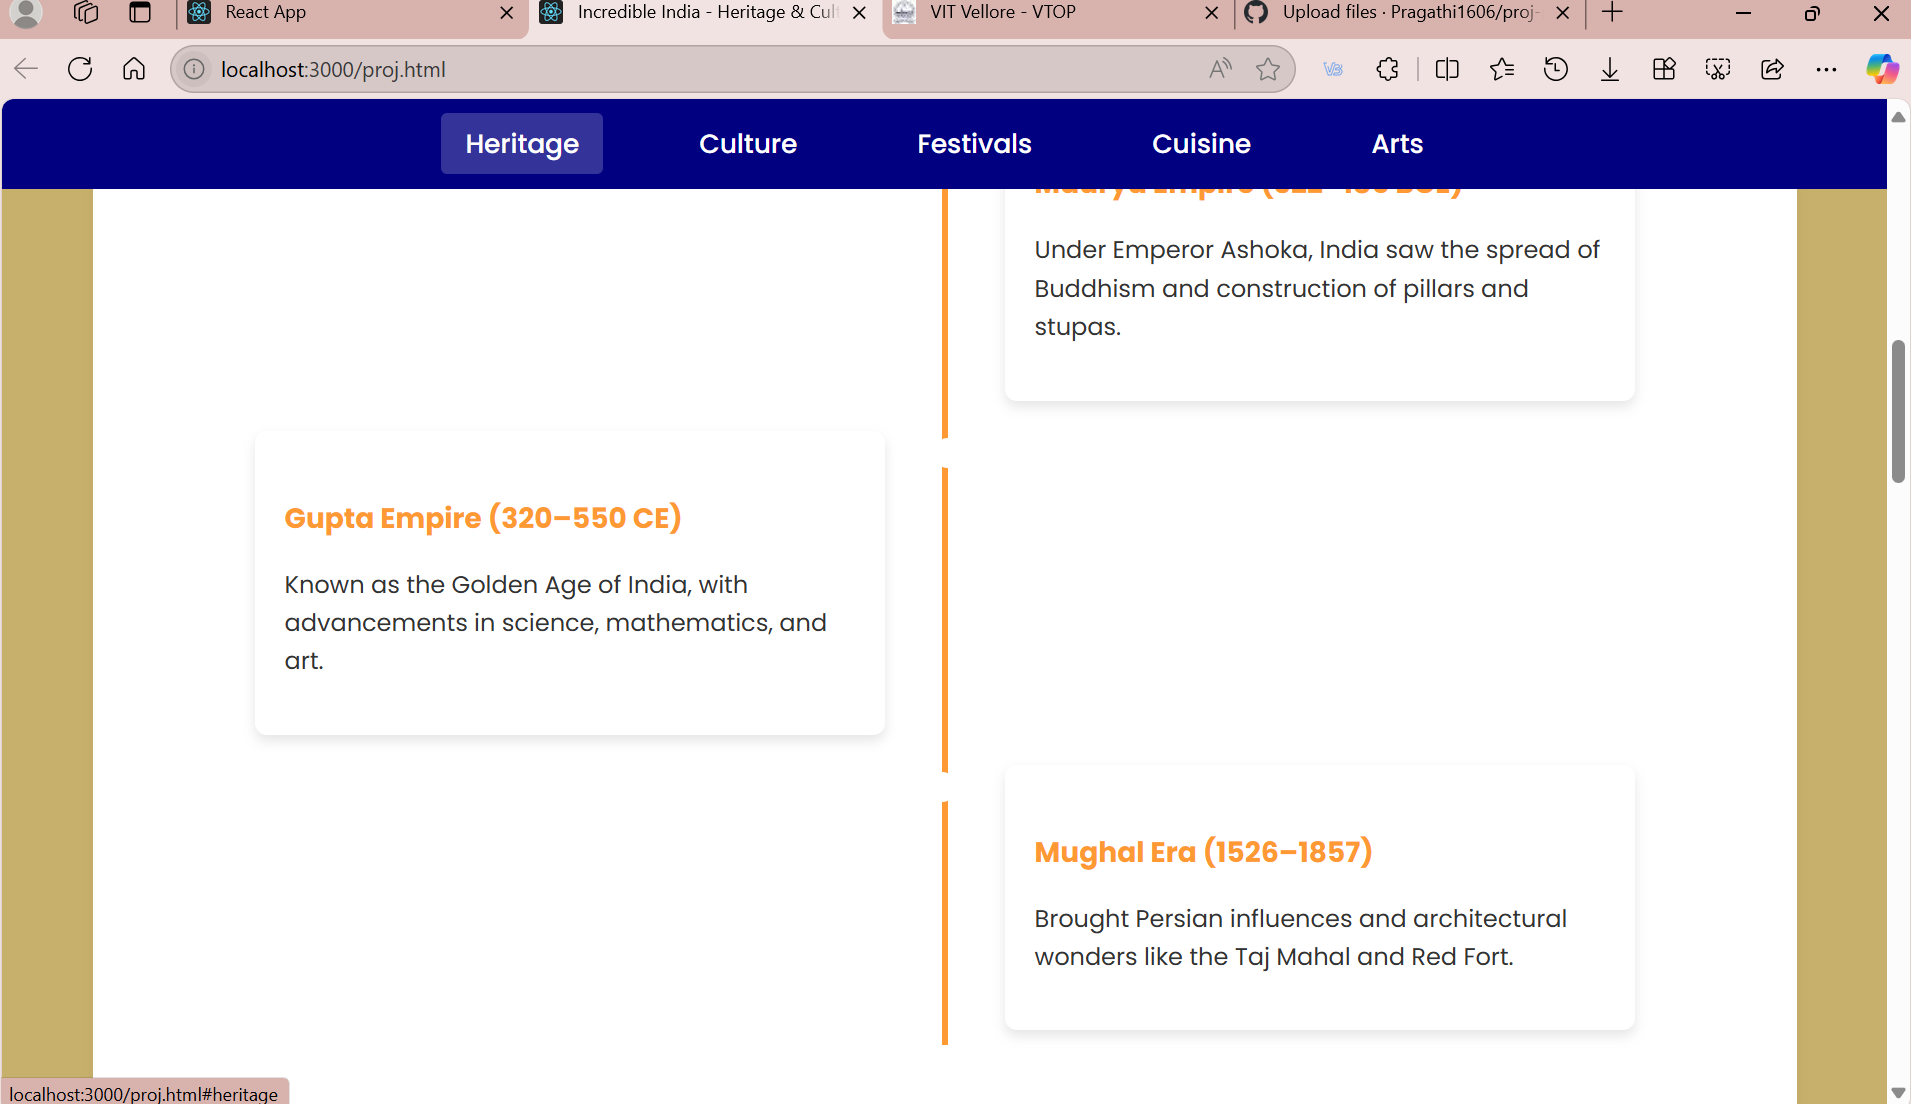 React App
Incredible India - Heritage & Cul
VIT Vellore - VTOP
Upload files · Pragathi1606/proj-
localhost:3000/proj.html
Heritage
Culture
Festivals
Cuisine
Arts
Under Emperor Ashoka, India saw the spread of
Buddhism and construction of pillars and
stupas.
Gupta Empire (320–550 CE)
Known as the Golden Age of India, with
advancements in science, mathematics, and
art.
Mughal Era (1526–1857)
Brought Persian influences and architectural
wonders like the Taj Mahal and Red Fort.
localhost:3000/proj.html#heritage